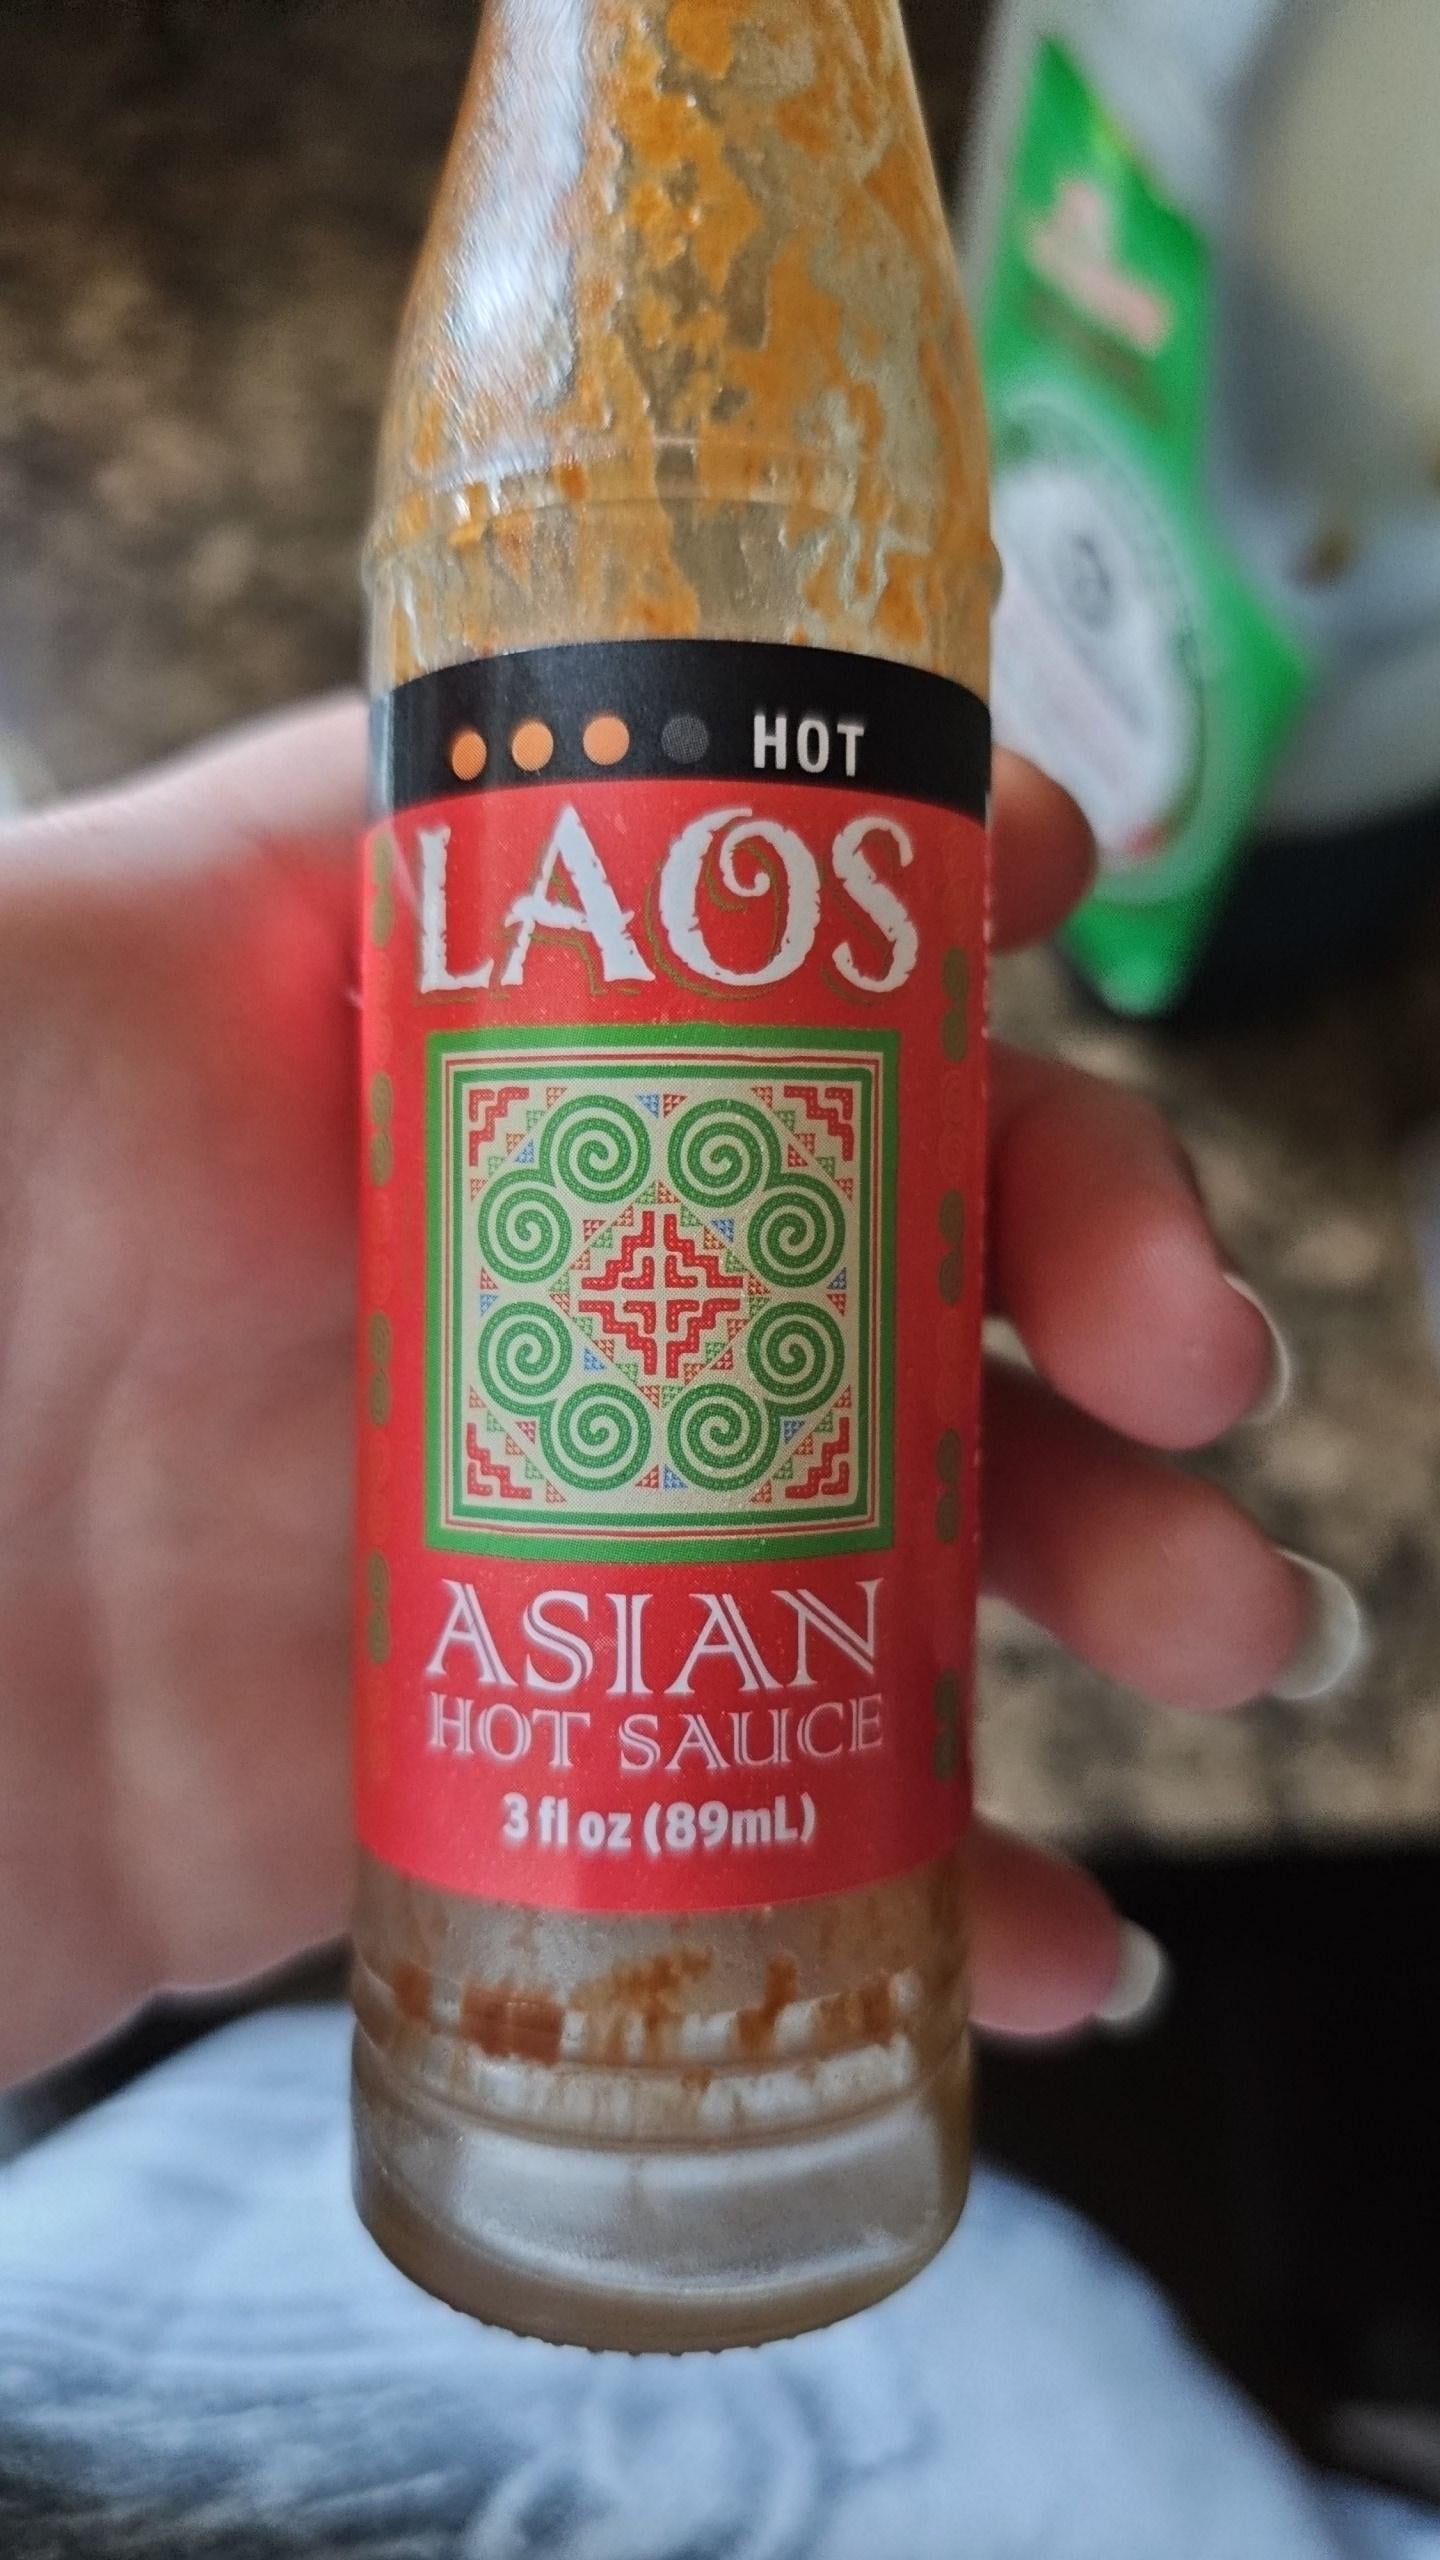 HOT
LAOS
ASIAN
HOT SAUCE
3 fl oz (89mL)